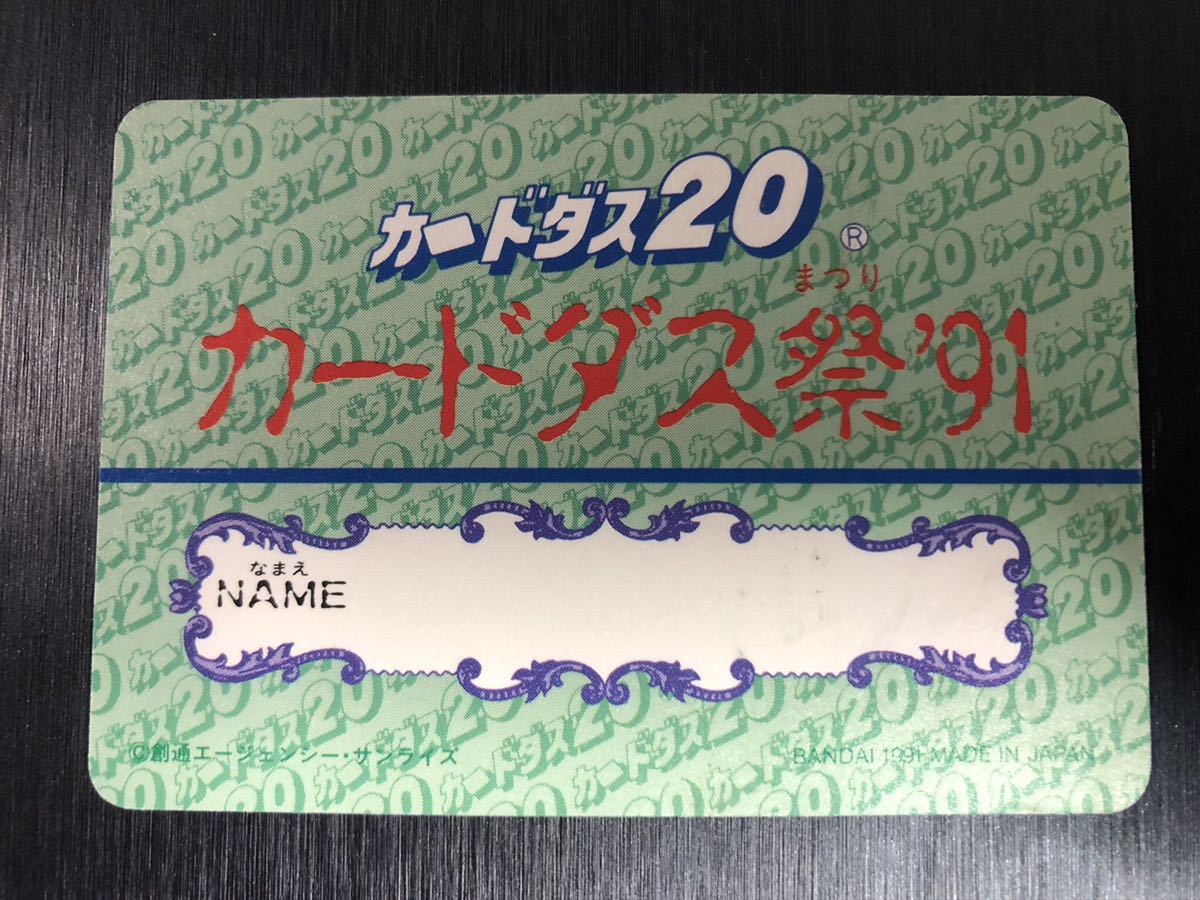 カードダス20®
まつり
カードダス祭'91
なまえ
NAME
©創通エージェンシー・サンライズ
BANDAI 1991 MADE IN JAPAN